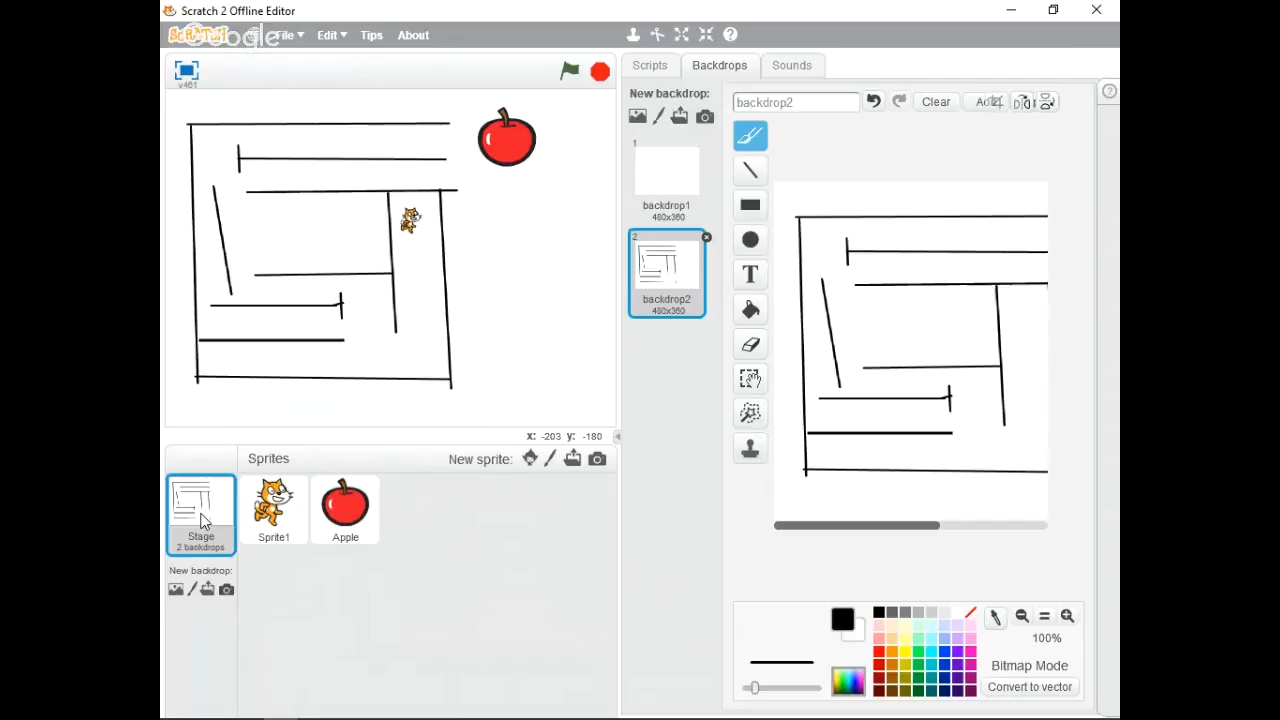 Scratch 2 Offline Editor
SCRATCH File Edit Tips About
Google
v461
Scripts Backdrops Sounds
New backdrop:
backdrop2
Clear
1
backdrop1
480x360
2
backdrop2
480x360
T
x: -203 y: -180
Sprites
New sprite:
Stage
2 backdrops
Sprite1
Apple
New backdrop:
100%
Bitmap Mode
Convert to vector